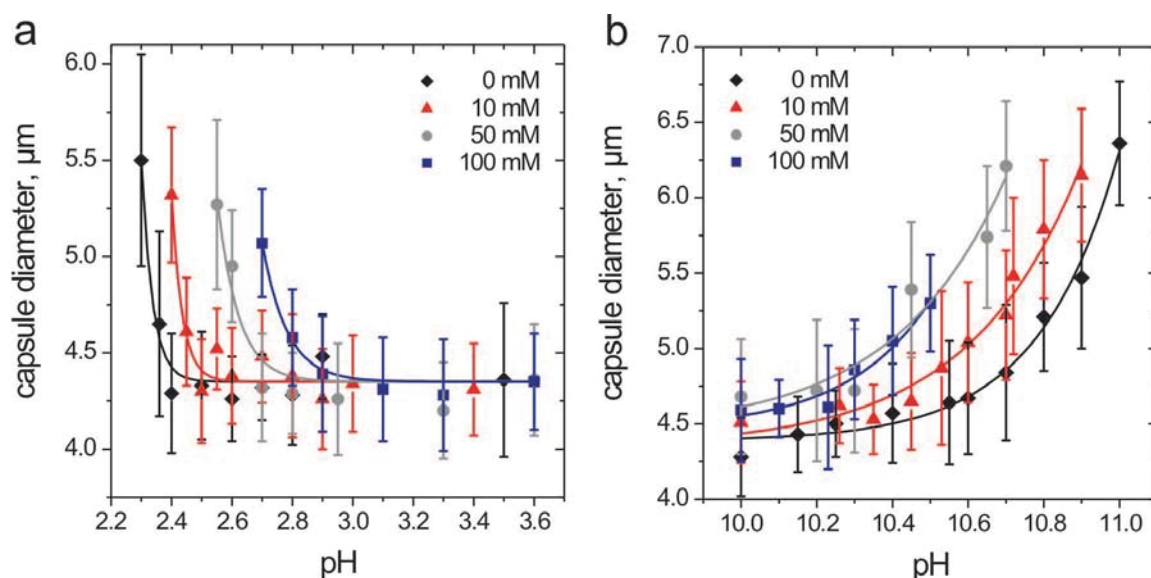 a
6.0
5.5
5.0
4.5
4.0
capsule diameter, µm
0 mM
10 mM
50 mM
100 mM
2.2 2.4 2.6 2.8 3.0 3.2 3.4 3.6
pH
b
7.0
6.5
6.0
5.5
5.0
4.5
4.0
capsule diameter, µm
0 mM
10 mM
50 mM
100 mM
10.0 10.2 10.4 10.6 10.8 11.0
pH